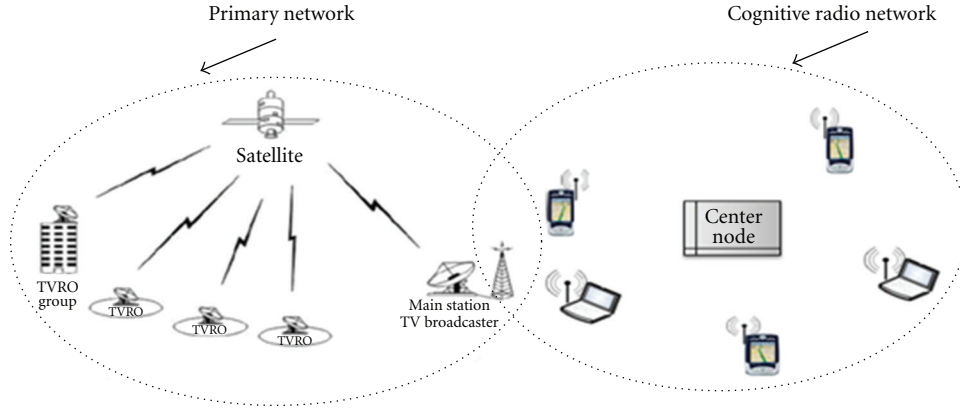 Primary network
Cognitive radio network
Satellite
Center
node
TVRO
group
TVRO
TVRO
TVRO
Main station
TV broadcaster